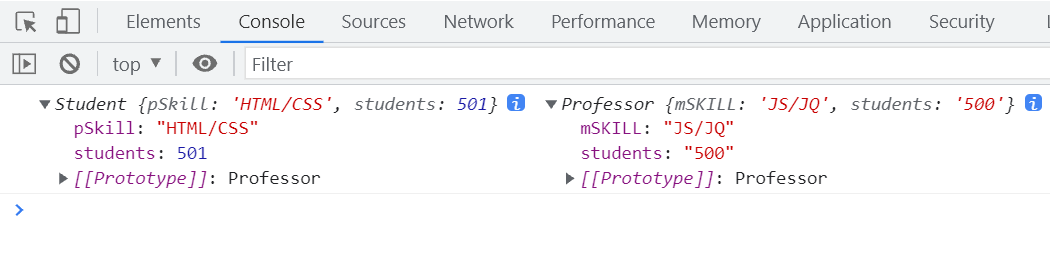 Elements Console Sources Network Performance Memory Application Security
top ▼ Filter
▼Student {pSkill: 'HTML/CSS', students: 501} i ▼Professor {mSKILL: 'JS/JQ', students: '500'} i
pSkill: "HTML/CSS" mSKILL: "JS/JQ"
students: 501 students: "500"
▶[[Prototype]]: Professor ▶[[Prototype]]: Professor
>